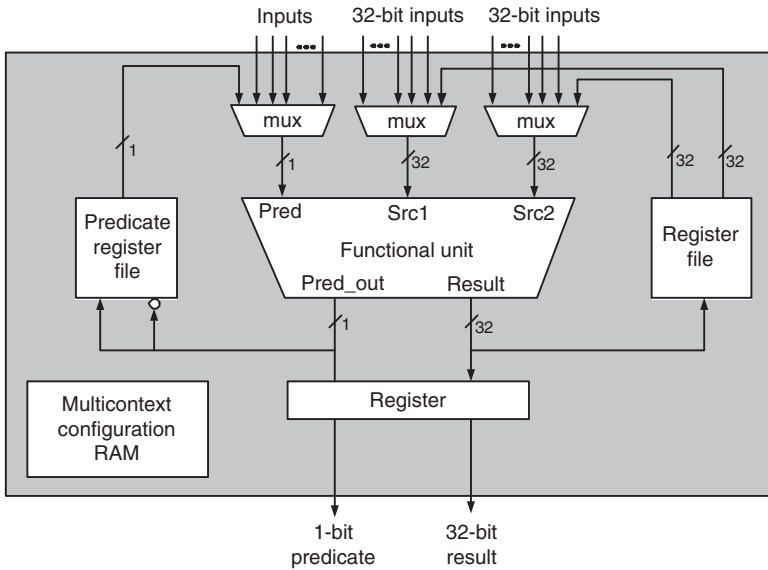 Inputs
32-bit inputs
32-bit inputs
mux
mux
mux
1
1
32
32
32
32
Predicate
register
file
Pred
Src1
Src2
Functional unit
Pred_out
Result
Register
file
1
32
Multicontext
configuration
RAM
Register
1-bit
predicate
32-bit
result